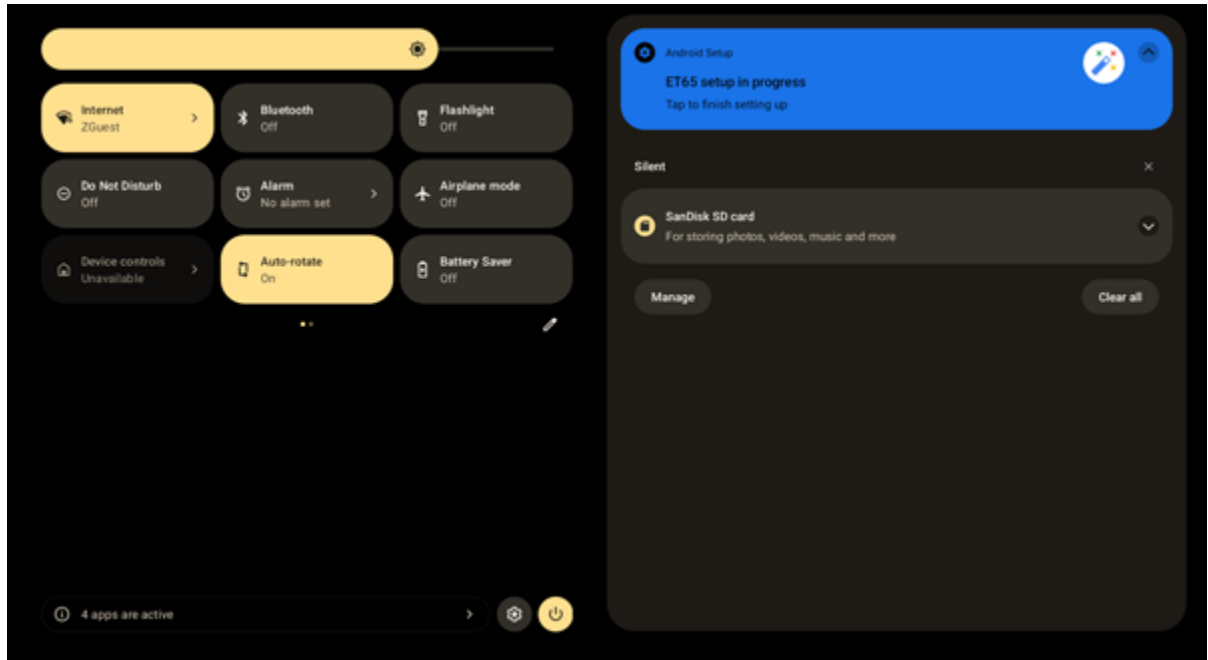 Internet
ZGuest
Bluetooth
Off
Flashlight
Off
Do Not Disturb
Off
Alarm
No alarm set
Airplane mode
Off
Device controls
Unavailable
Auto-rotate
On
Battery Saver
Off
4 apps are active
Android Setup
ET65 setup in progress
Tap to finish setting up
Silent
SanDisk SD card
For storing photos, videos, music and more
Manage
Clear all